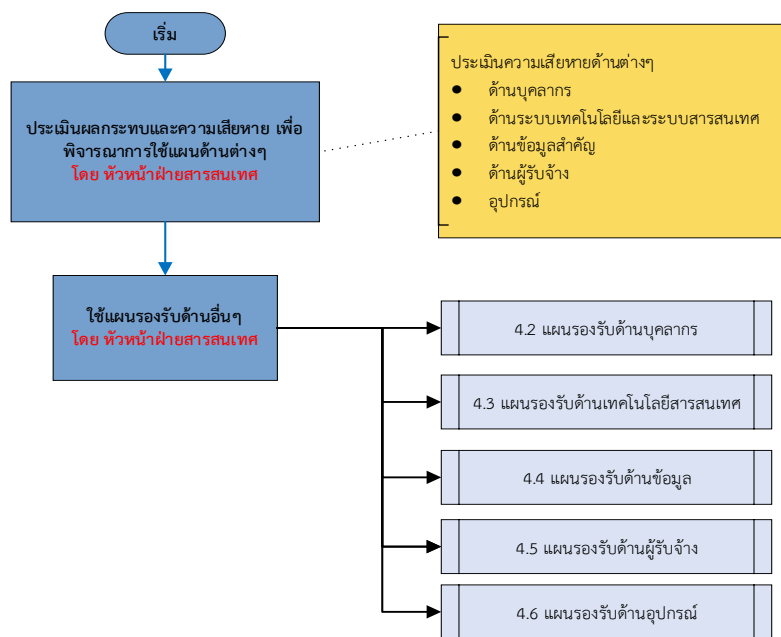 เริ่ม
ประเมินผลกระทบและความเสียหาย เพื่อ
พิจารณาการใช้แผนด้านต่างๆ
โดย หัวหน้าฝ่ายสารสนเทศ
ประเมินความเสียหายด้านต่างๆ
● ด้านบุคลากร
● ด้านระบบเทคโนโลยีและระบบสารสนเทศ
● ด้านข้อมูลสำคัญ
● ด้านผู้รับจ้าง
● อุปกรณ์
ใช้แผนรองรับด้านอื่นๆ
โดย หัวหน้าฝ่ายสารสนเทศ
4.2 แผนรองรับด้านบุคลากร
4.3 แผนรองรับด้านเทคโนโลยีสารสนเทศ
4.4 แผนรองรับด้านข้อมูล
4.5 แผนรองรับด้านผู้รับจ้าง
4.6 แผนรองรับด้านอุปกรณ์